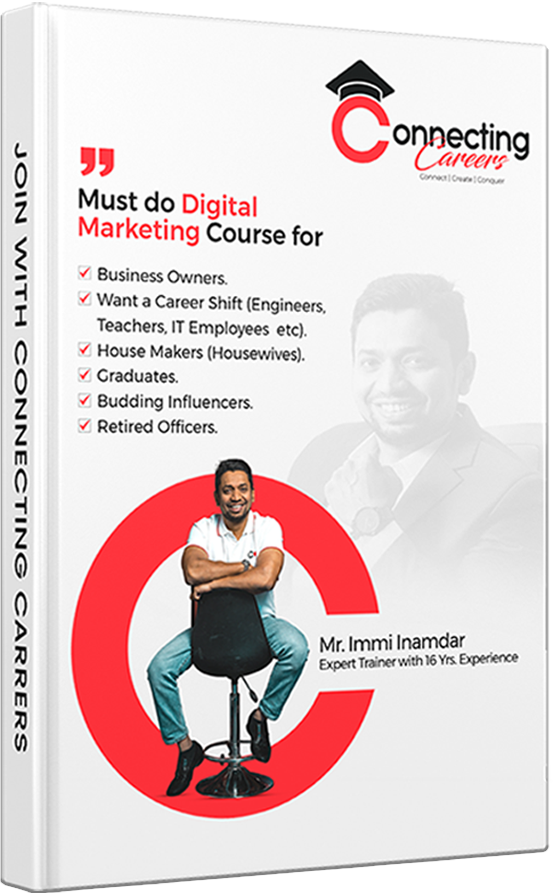 JOIN WITH CONNECTING CARRERS
Connecting
Careers
Connect | Create | Conquer
Must do Digital
Marketing Course for
Business Owners.
Want a Career Shift (Engineers,
Teachers, IT Employees etc).
House Makers (Housewives).
Graduates.
Budding Influencers.
Retired Officers.
Mr. Immi Inamdar
Expert Trainer with 16 Yrs. Experience